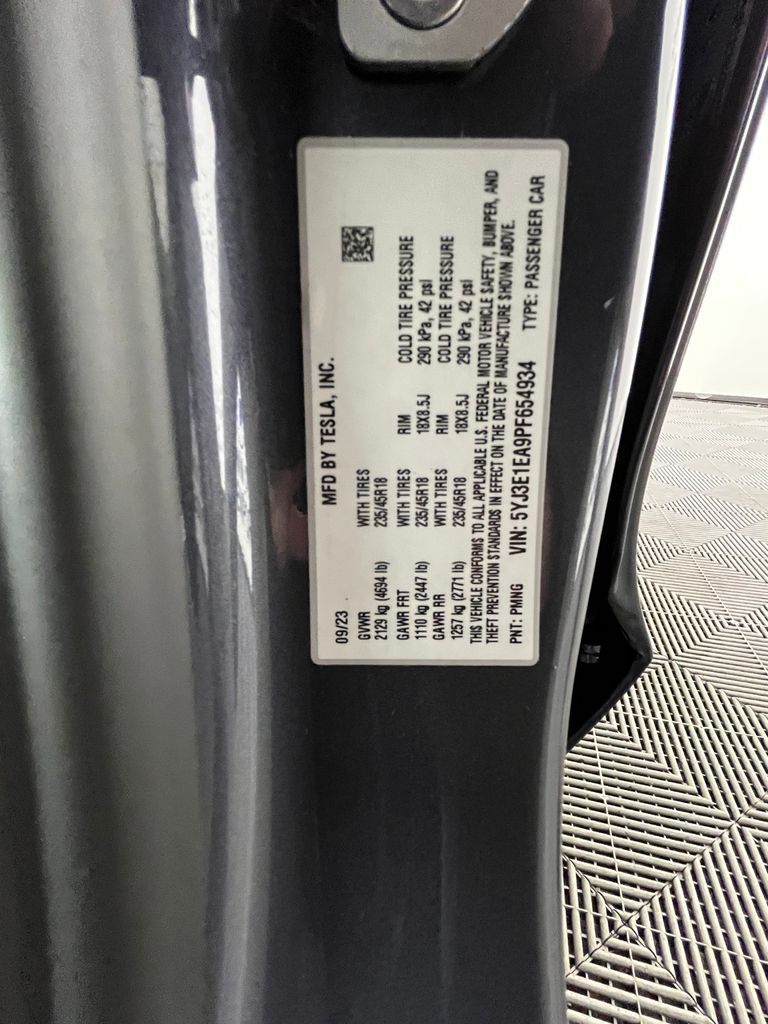 MFD BY TESLA, INC.
09/23
GVWR WITH TIRES
2129 kg (4694 lb) 235/45R18
GAWR FRT WITH TIRES RIM COLD TIRE PRESSURE
1110 kg (2447 lb) 235/45R18 18X8.5J 290 kPa, 42 psi
GAWR RR WITH TIRES RIM COLD TIRE PRESSURE
1257 kg (2771 lb) 235/45R18 18X8.5J 290 kPa, 42 psi
THIS VEHICLE CONFORMS TO ALL APPLICABLE U.S. FEDERAL MOTOR VEHICLE SAFETY, BUMPER, AND
THEFT PREVENTION STANDARDS IN EFFECT ON THE DATE OF MANUFACTURE SHOWN ABOVE.
PNT: PMNG VIN: 5YJ3E1EA9PF654934 TYPE: PASSENGER CAR